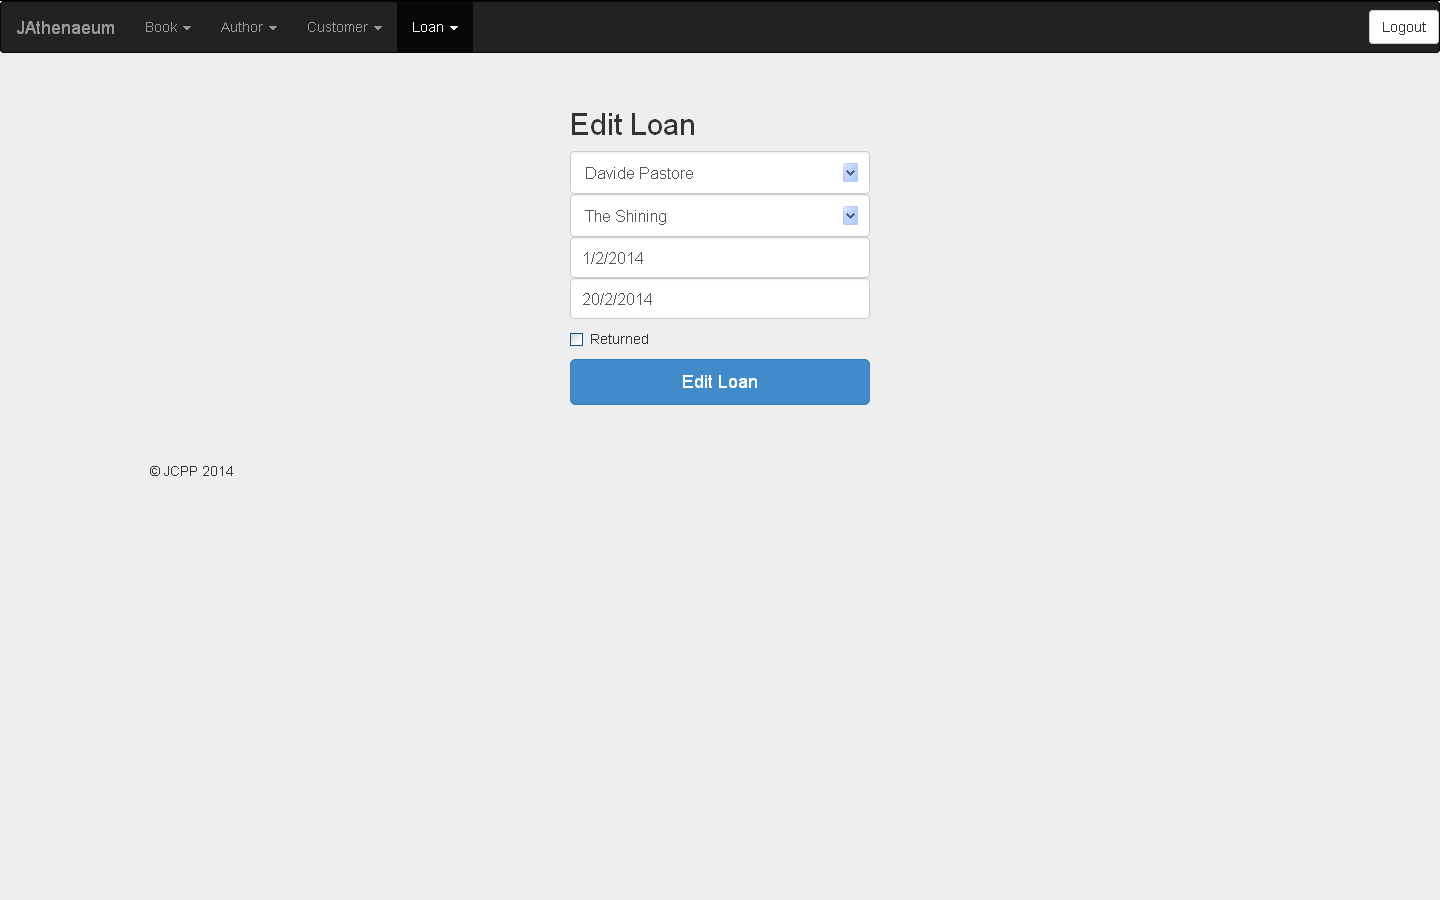 JAthenaeum Book Author Customer Loan Logout
Edit Loan
Davide Pastore
The Shining
1/2/2014
20/2/2014
Returned
Edit Loan
© JCPP 2014